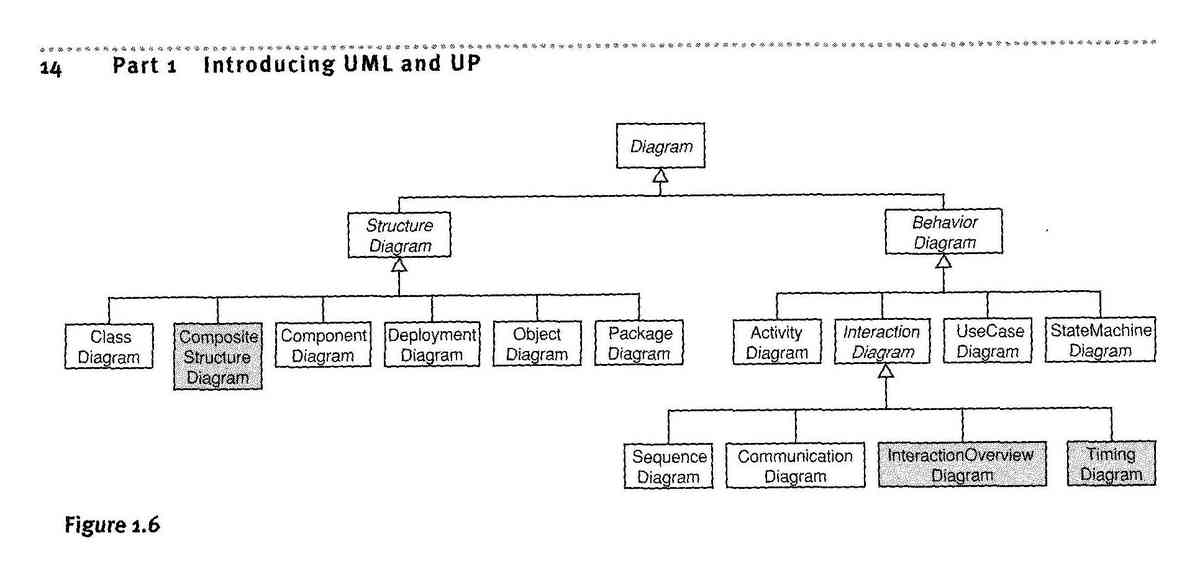 14 Part 1 Introducing UML and UP
Diagram
Structure
Diagram
Behavior
Diagram
Class
Diagram
Composite
Structure
Diagram
Component
Diagram
Deployment
Diagram
Object
Diagram
Package
Diagram
Activity
Diagram
Interaction
Diagram
UseCase
Diagram
StateMachine
Diagram
Sequence
Diagram
Communication
Diagram
InteractionOverview
Diagram
Timing
Diagram
Figure 1.6